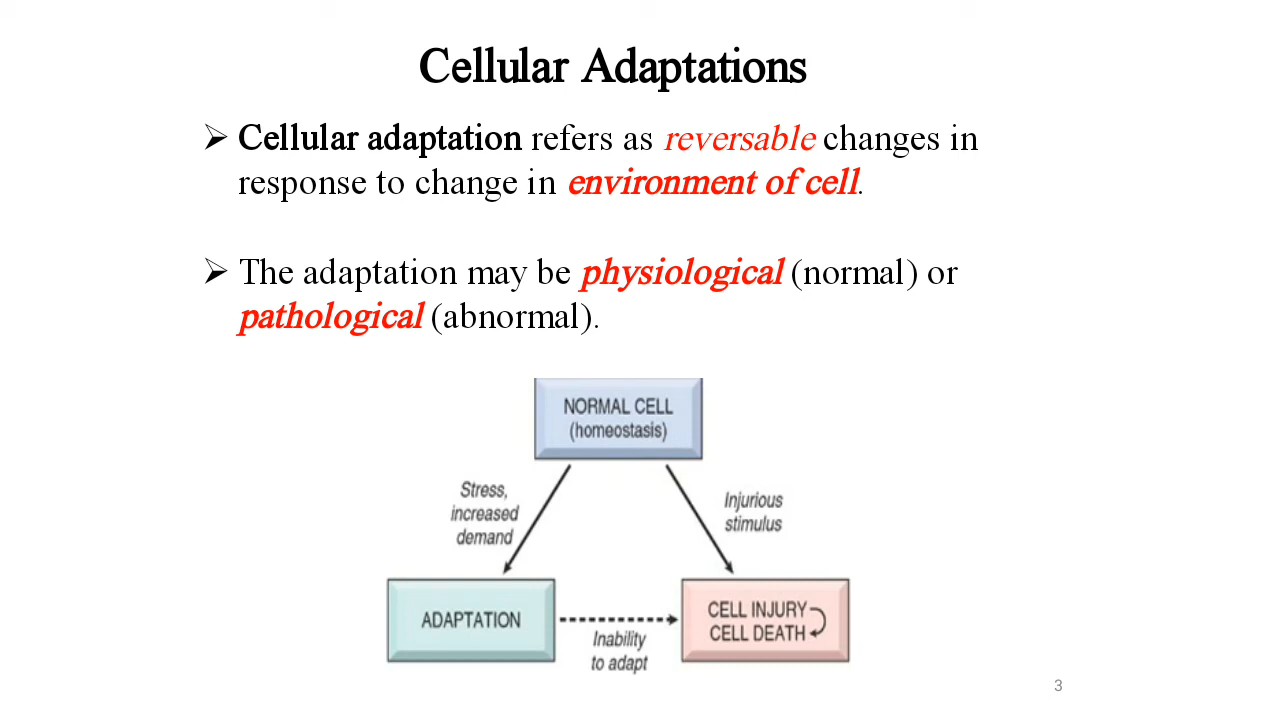 Cellular Adaptations
➢ Cellular adaptation refers as reversable changes in
response to change in environment of cell.
➢ The adaptation may be physiological (normal) or
pathological (abnormal).
NORMAL CELL
(homeostasis)
Stress,
increased
demand
Injurious
stimulus
ADAPTATION
Inability
to adapt
CELL INJURY
CELL DEATH
3